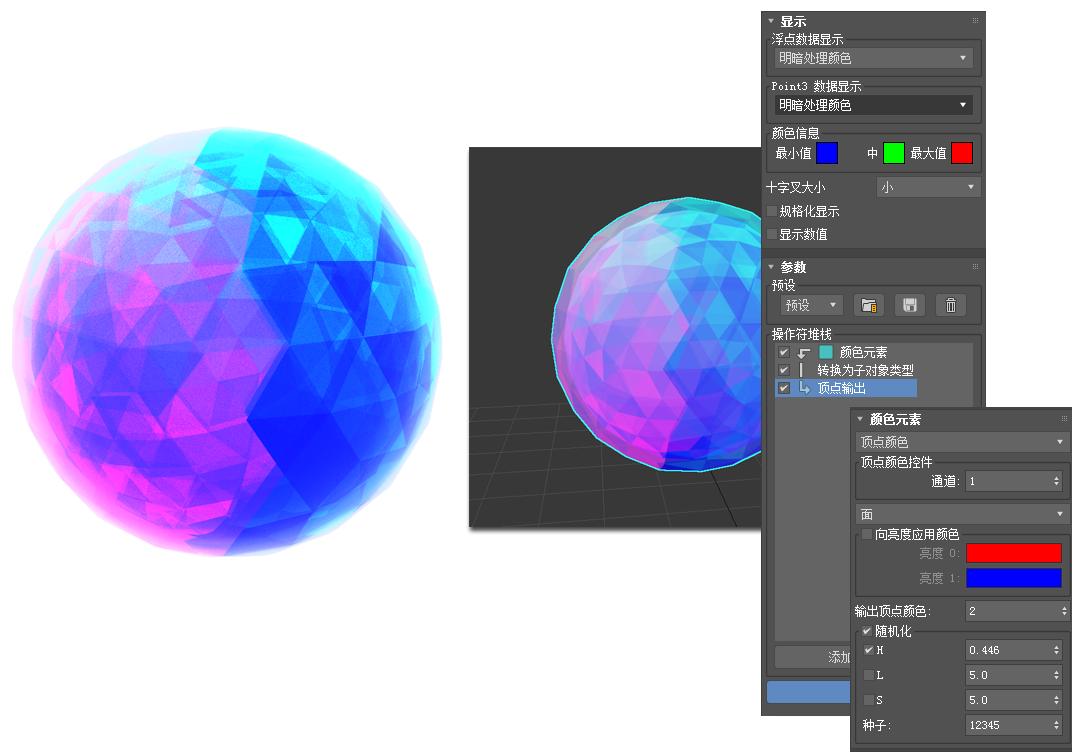 显示
浮点数据显示
明暗处理颜色
Point3 数据显示
明暗处理颜色
颜色信息
最小值 中 最大值
十字叉大小 小
规格化显示
显示数值
参数
预设
预设
操作符堆栈
颜色元素
转换为子对象类型
顶点输出
添加
颜色元素
顶点颜色
顶点颜色控件
通道: 1
面
向亮度应用颜色
亮度 0:
亮度 1:
输出顶点颜色: 2
随机化
H 0.446
L 5.0
S 5.0
种子: 12345